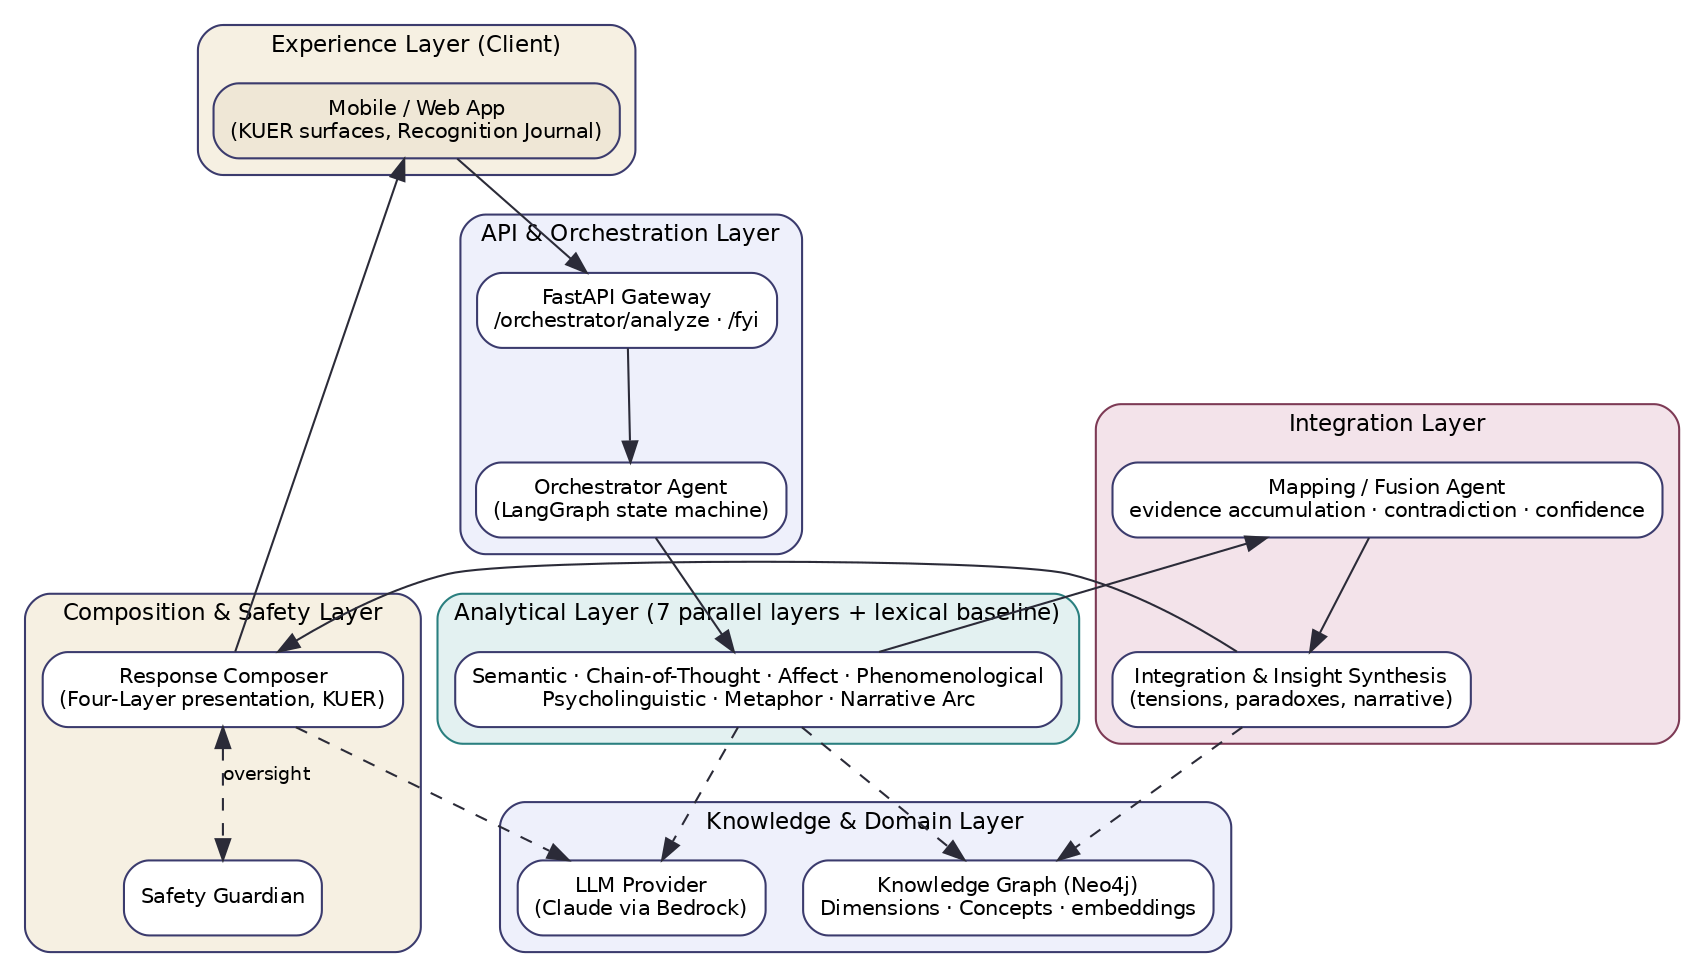 Experience Layer (Client)
Mobile / Web App
(KUER surfaces, Recognition Journal)
API & Orchestration Layer
FastAPI Gateway
/orchestrator/analyze · /fyi
Orchestrator Agent
(LangGraph state machine)
Integration Layer
Mapping / Fusion Agent
evidence accumulation · contradiction · confidence
Integration & Insight Synthesis
(tensions, paradoxes, narrative)
Composition & Safety Layer
Response Composer
(Four-Layer presentation, KUER)
oversight
Safety Guardian
Analytical Layer (7 parallel layers + lexical baseline)
Semantic · Chain-of-Thought · Affect · Phenomenological
Psycholinguistic · Metaphor · Narrative Arc
Knowledge & Domain Layer
LLM Provider
(Claude via Bedrock)
Knowledge Graph (Neo4j)
Dimensions · Concepts · embeddings